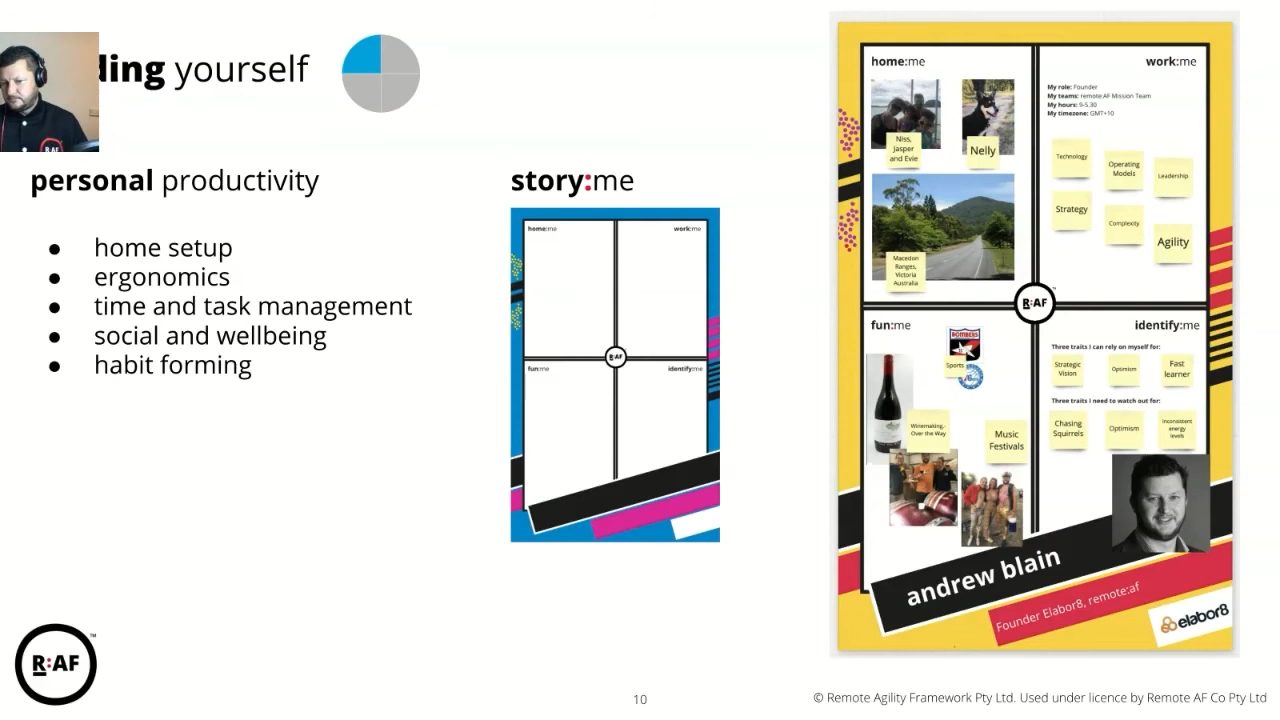 ding yourself
personal productivity
● home setup
● ergonomics
● time and task management
● social and wellbeing
● habit forming
story:me
home:me
work:me
R:AF
fun:me
identify:me
home:me
work:me
Niss,
Jasper
and Evie
Nelly
Macedon
Ranges,
Victoria
Australia
My role: Founder
My teams: remote:AF Mission Team
My hours: 9-5.30
My timezone: GMT+10
Technology
Operating
Models
Leadership
Strategy
Complexity
Agility
R:AF
TM
fun:me
BOMBERS
Sports
Winemaking,-
Over the Way
Music
Festivals
identify:me
Three traits I can rely on myself for:
Strategic
Vision
Optimism
Fast
learner
Three traits I need to watch out for:
Chasing
Squirrels
Optimism
Inconsistent
energy
levels
andrew blain
Founder Elabor8, remote:af
elabor8
R:AF
TM
10
© Remote Agility Framework Pty Ltd. Used under licence by Remote AF Co Pty Ltd